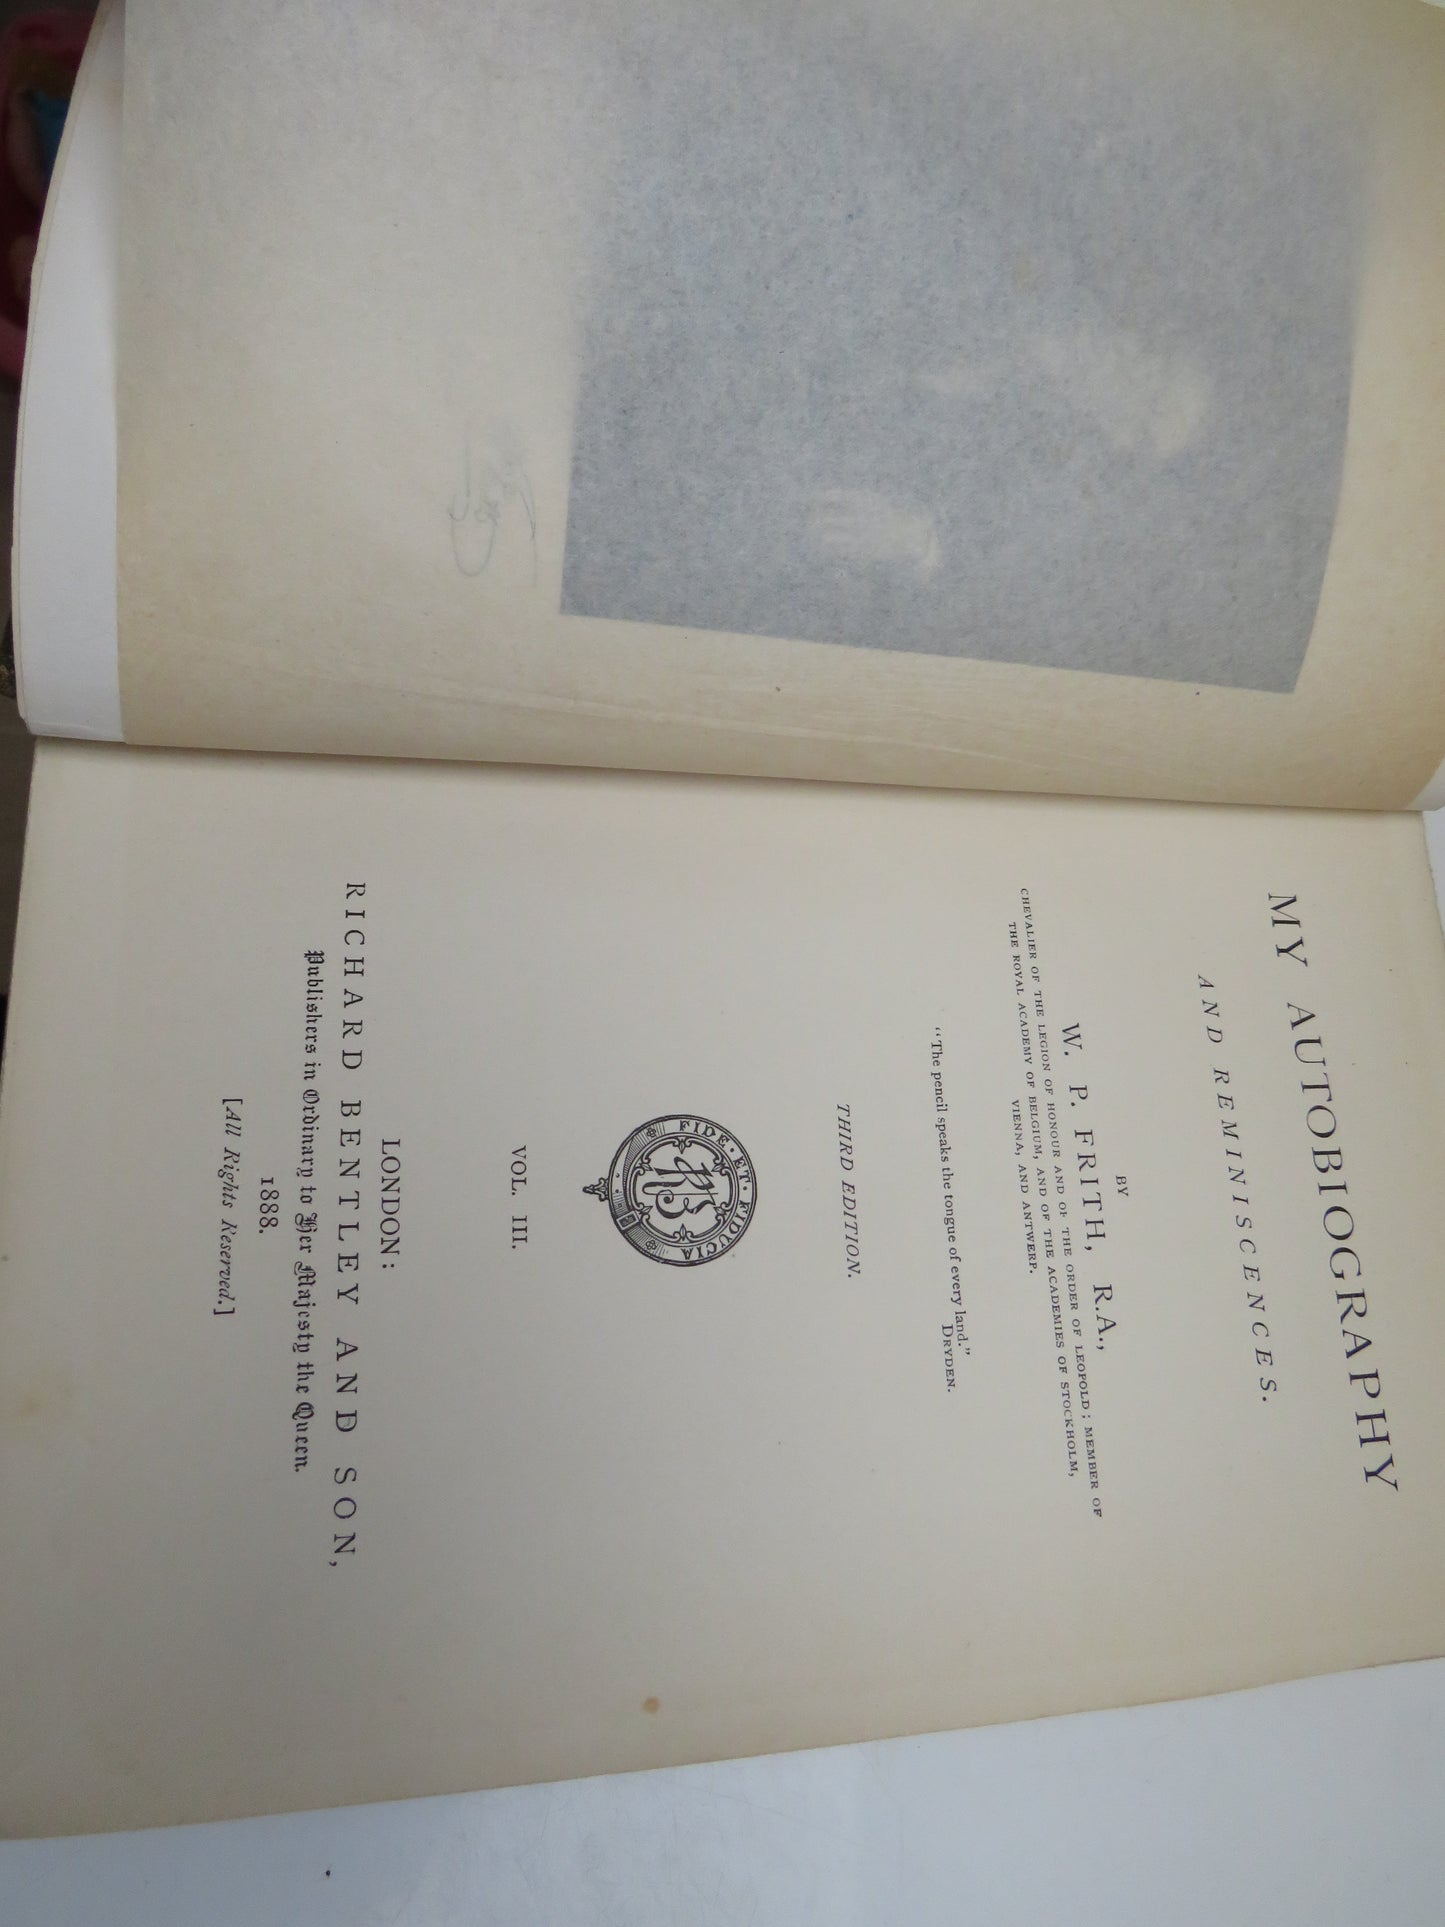 MY AUTOBIOGRAPHY
AND REMINISCENCES.
BY
W. P. FRITH, R.A.,
CHEVALIER OF THE LEGION OF HONOUR AND OF THE ORDER OF LEOPOLD; MEMBER OF
THE ROYAL ACADEMY OF BELGIUM, AND OF THE ACADEMIES OF STOCKHOLM,
VIENNA, AND ANTWERP.
“The pencil speaks the tongue of every land.”
DRYDEN.
THIRD EDITION.
FIDE·ET·FIDUCIA
RB
VOL. III.
LONDON:
RICHARD BENTLEY AND SON,
Publishers in Ordinary to Her Majesty the Queen.
1888.
[All Rights Reserved.]